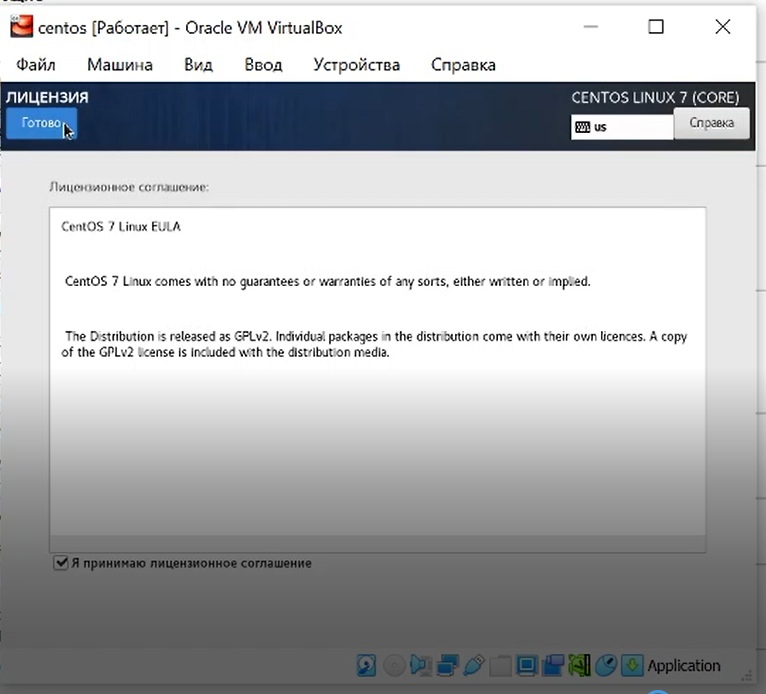 centos [Работает] - Oracle VM VirtualBox
Файл Машина Вид Ввод Устройства Справка
ЛИЦЕНЗИЯ CENTOS LINUX 7 (CORE)
Готово us Справка
Лицензионное соглашение:
CentOS 7 Linux EULA
CentOS 7 Linux comes with no guarantees or warranties of any sorts, either written or implied.
The Distribution is released as GPLv2. Individual packages in the distribution come with their own licences. A copy
of the GPLv2 license is included with the distribution media.
Я принимаю лицензионное соглашение
Application